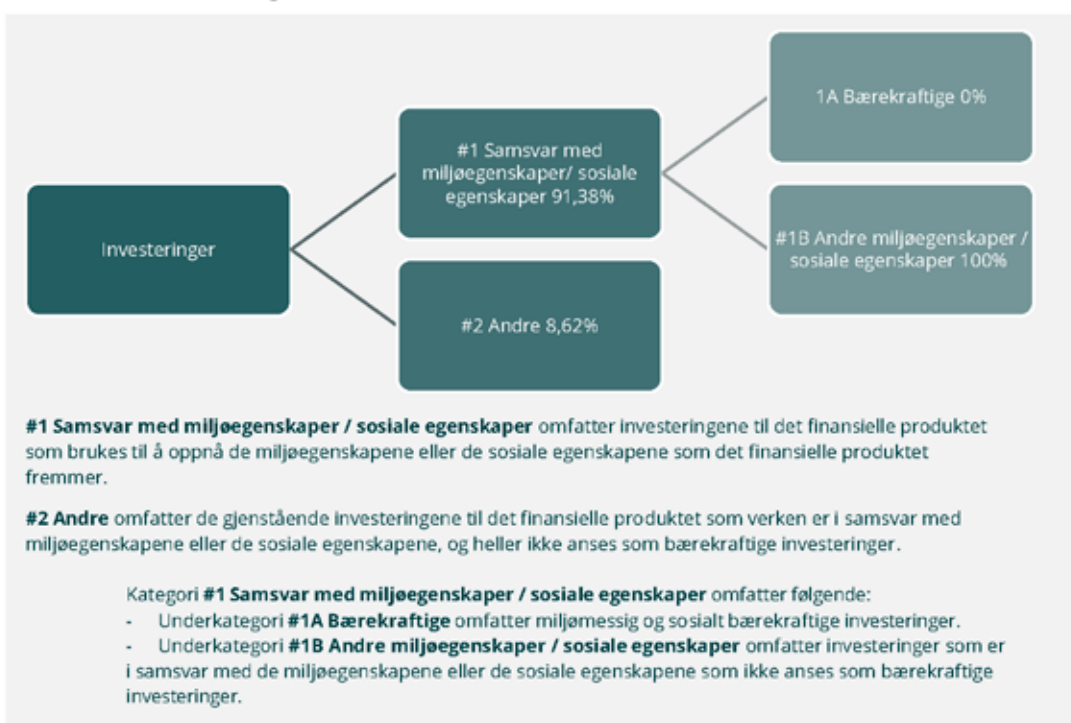 Investeringer
#1 Samsvar med
miljøegenskaper/ sosiale
egenskaper 91,38%
#2 Andre 8,62%
1A Bærekraftige 0%
#1B Andre miljøegenskaper /
sosiale egenskaper 100%
#1 Samsvar med miljøegenskaper / sosiale egenskaper omfatter investeringene til det finansielle produktet
som brukes til å oppnå de miljøegenskapene eller de sosiale egenskapene som det finansielle produktet
fremmer.
#2 Andre omfatter de gjenstående investeringene til det finansielle produktet som verken er i samsvar med
miljøegenskapene eller de sosiale egenskapene, og heller ikke anses som bærekraftige investeringer.
Kategori #1 Samsvar med miljøegenskaper / sosiale egenskaper omfatter følgende:
- Underkategori #1A Bærekraftige omfatter miljømessig og sosialt bærekraftige investeringer.
- Underkategori #1B Andre miljøegenskaper / sosiale egenskaper omfatter investeringer som er
i samsvar med de miljøegenskapene eller de sosiale egenskapene som ikke anses som bærekraftige
investeringer.